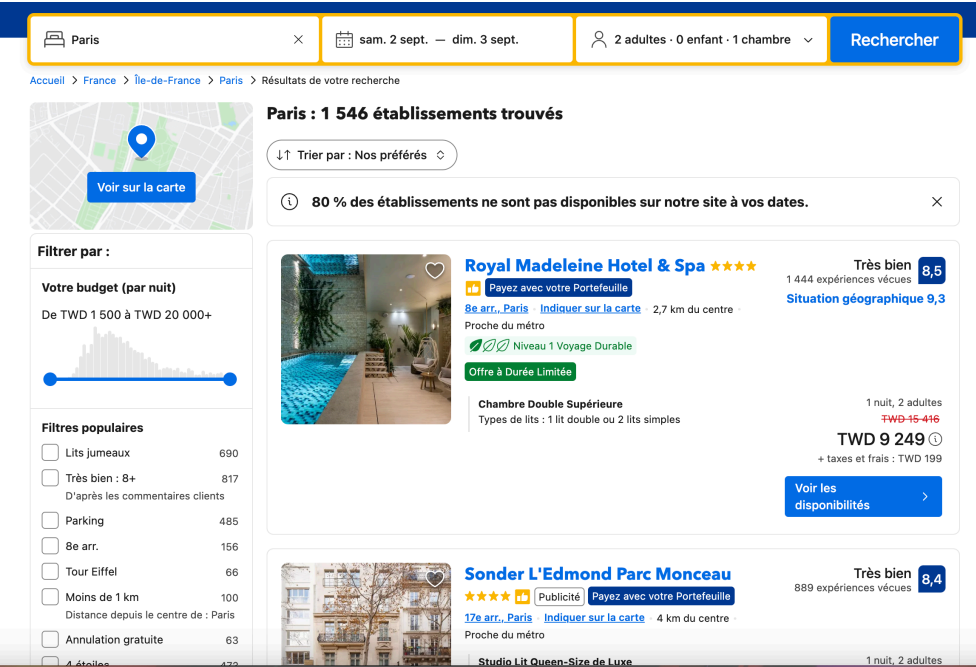 Paris
sam. 2 sept. — dim. 3 sept.
2 adultes · 0 enfant · 1 chambre
Rechercher
Accueil > France > Île-de-France > Paris > Résultats de votre recherche
Voir sur la carte
Filtrer par :
Votre budget (par nuit)
De TWD 1 500 à TWD 20 000+
Filtres populaires
Lits jumeaux 690
Très bien : 8+ 817
D'après les commentaires clients
Parking 485
8e arr. 156
Tour Eiffel 66
Moins de 1 km 100
Distance depuis le centre de : Paris
Annulation gratuite 63
4 étoiles 472
Paris : 1 546 établissements trouvés
Trier par : Nos préférés
80 % des établissements ne sont pas disponibles sur notre site à vos dates.
Royal Madeleine Hotel & Spa
Payez avec votre Portefeuille
8e arr., Paris · Indiquer sur la carte · 2,7 km du centre ·
Proche du métro
Niveau 1 Voyage Durable
Offre à Durée Limitée
Très bien 8,5
1 444 expériences vécues
Situation géographique 9,3
Chambre Double Supérieure
Types de lits : 1 lit double ou 2 lits simples
1 nuit, 2 adultes
TWD 15 416
TWD 9 249
+ taxes et frais : TWD 199
Voir les
disponibilités
Sonder L'Edmond Parc Monceau
Publicité Payez avec votre Portefeuille
17e arr., Paris · Indiquer sur la carte · 4 km du centre ·
Proche du métro
Très bien 8,4
889 expériences vécues
Studio Lit Queen-Size de Luxe
1 nuit, 2 adultes